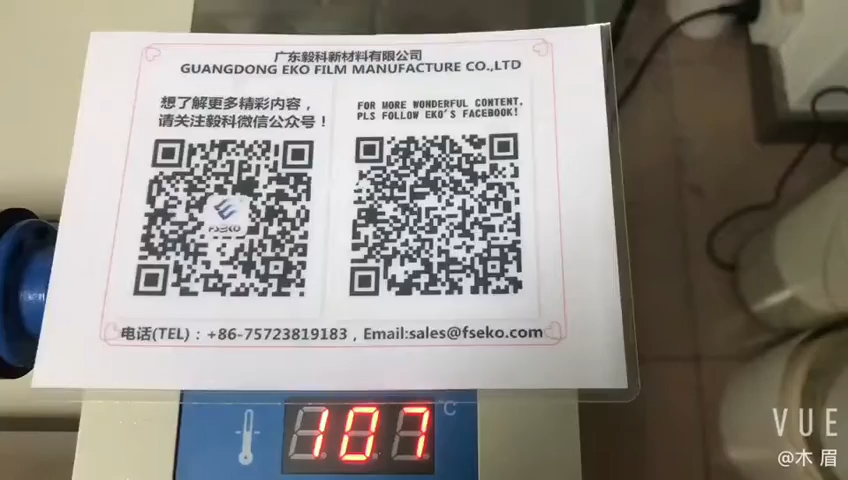 广东毅科新材料有限公司
GUANGDONG EKO FILM MANUFACTURE CO.,LTD
想了解更多精彩内容，
请关注毅科微信公众号！
FOR MORE WONDERFUL CONTENT,
PLS FOLLOW EKO'S FACEBOOK!
FSEKO
电话(TEL)：+86-75723819183，Email:sales@fseko.com
107
℃
VUE
@木 眉